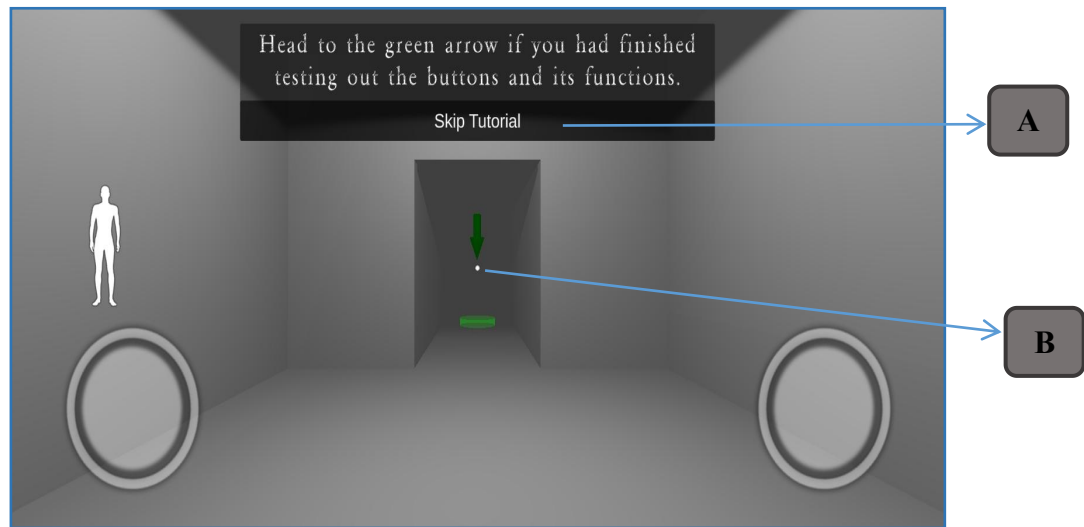 Head to the green arrow if you had finished
testing out the buttons and its functions.
Skip Tutorial
A
B